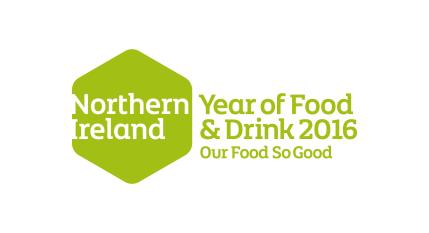 Northern
Ireland
Year of Food
& Drink 2016
Our Food So Good